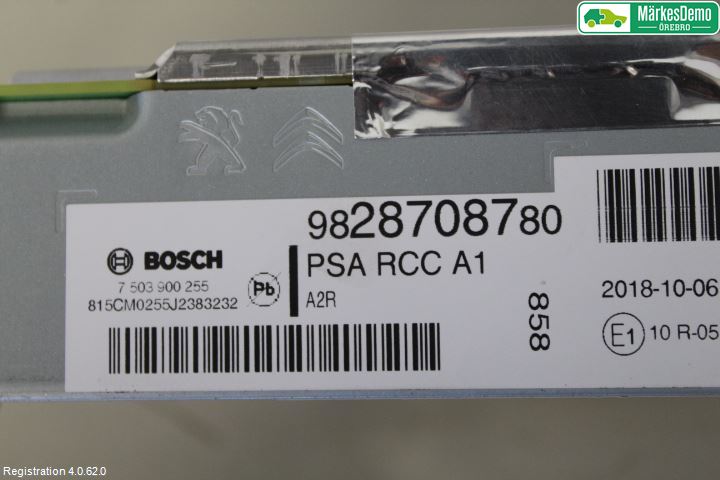 MärkesDemo
ÖREBRO
9828708780
BOSCH
PSA RCC A1
7 503 900 255
815CM0255J2383232
Pb
A2R
858
2018-10-06
E1
10 R-05
Registration 4.0.62.0